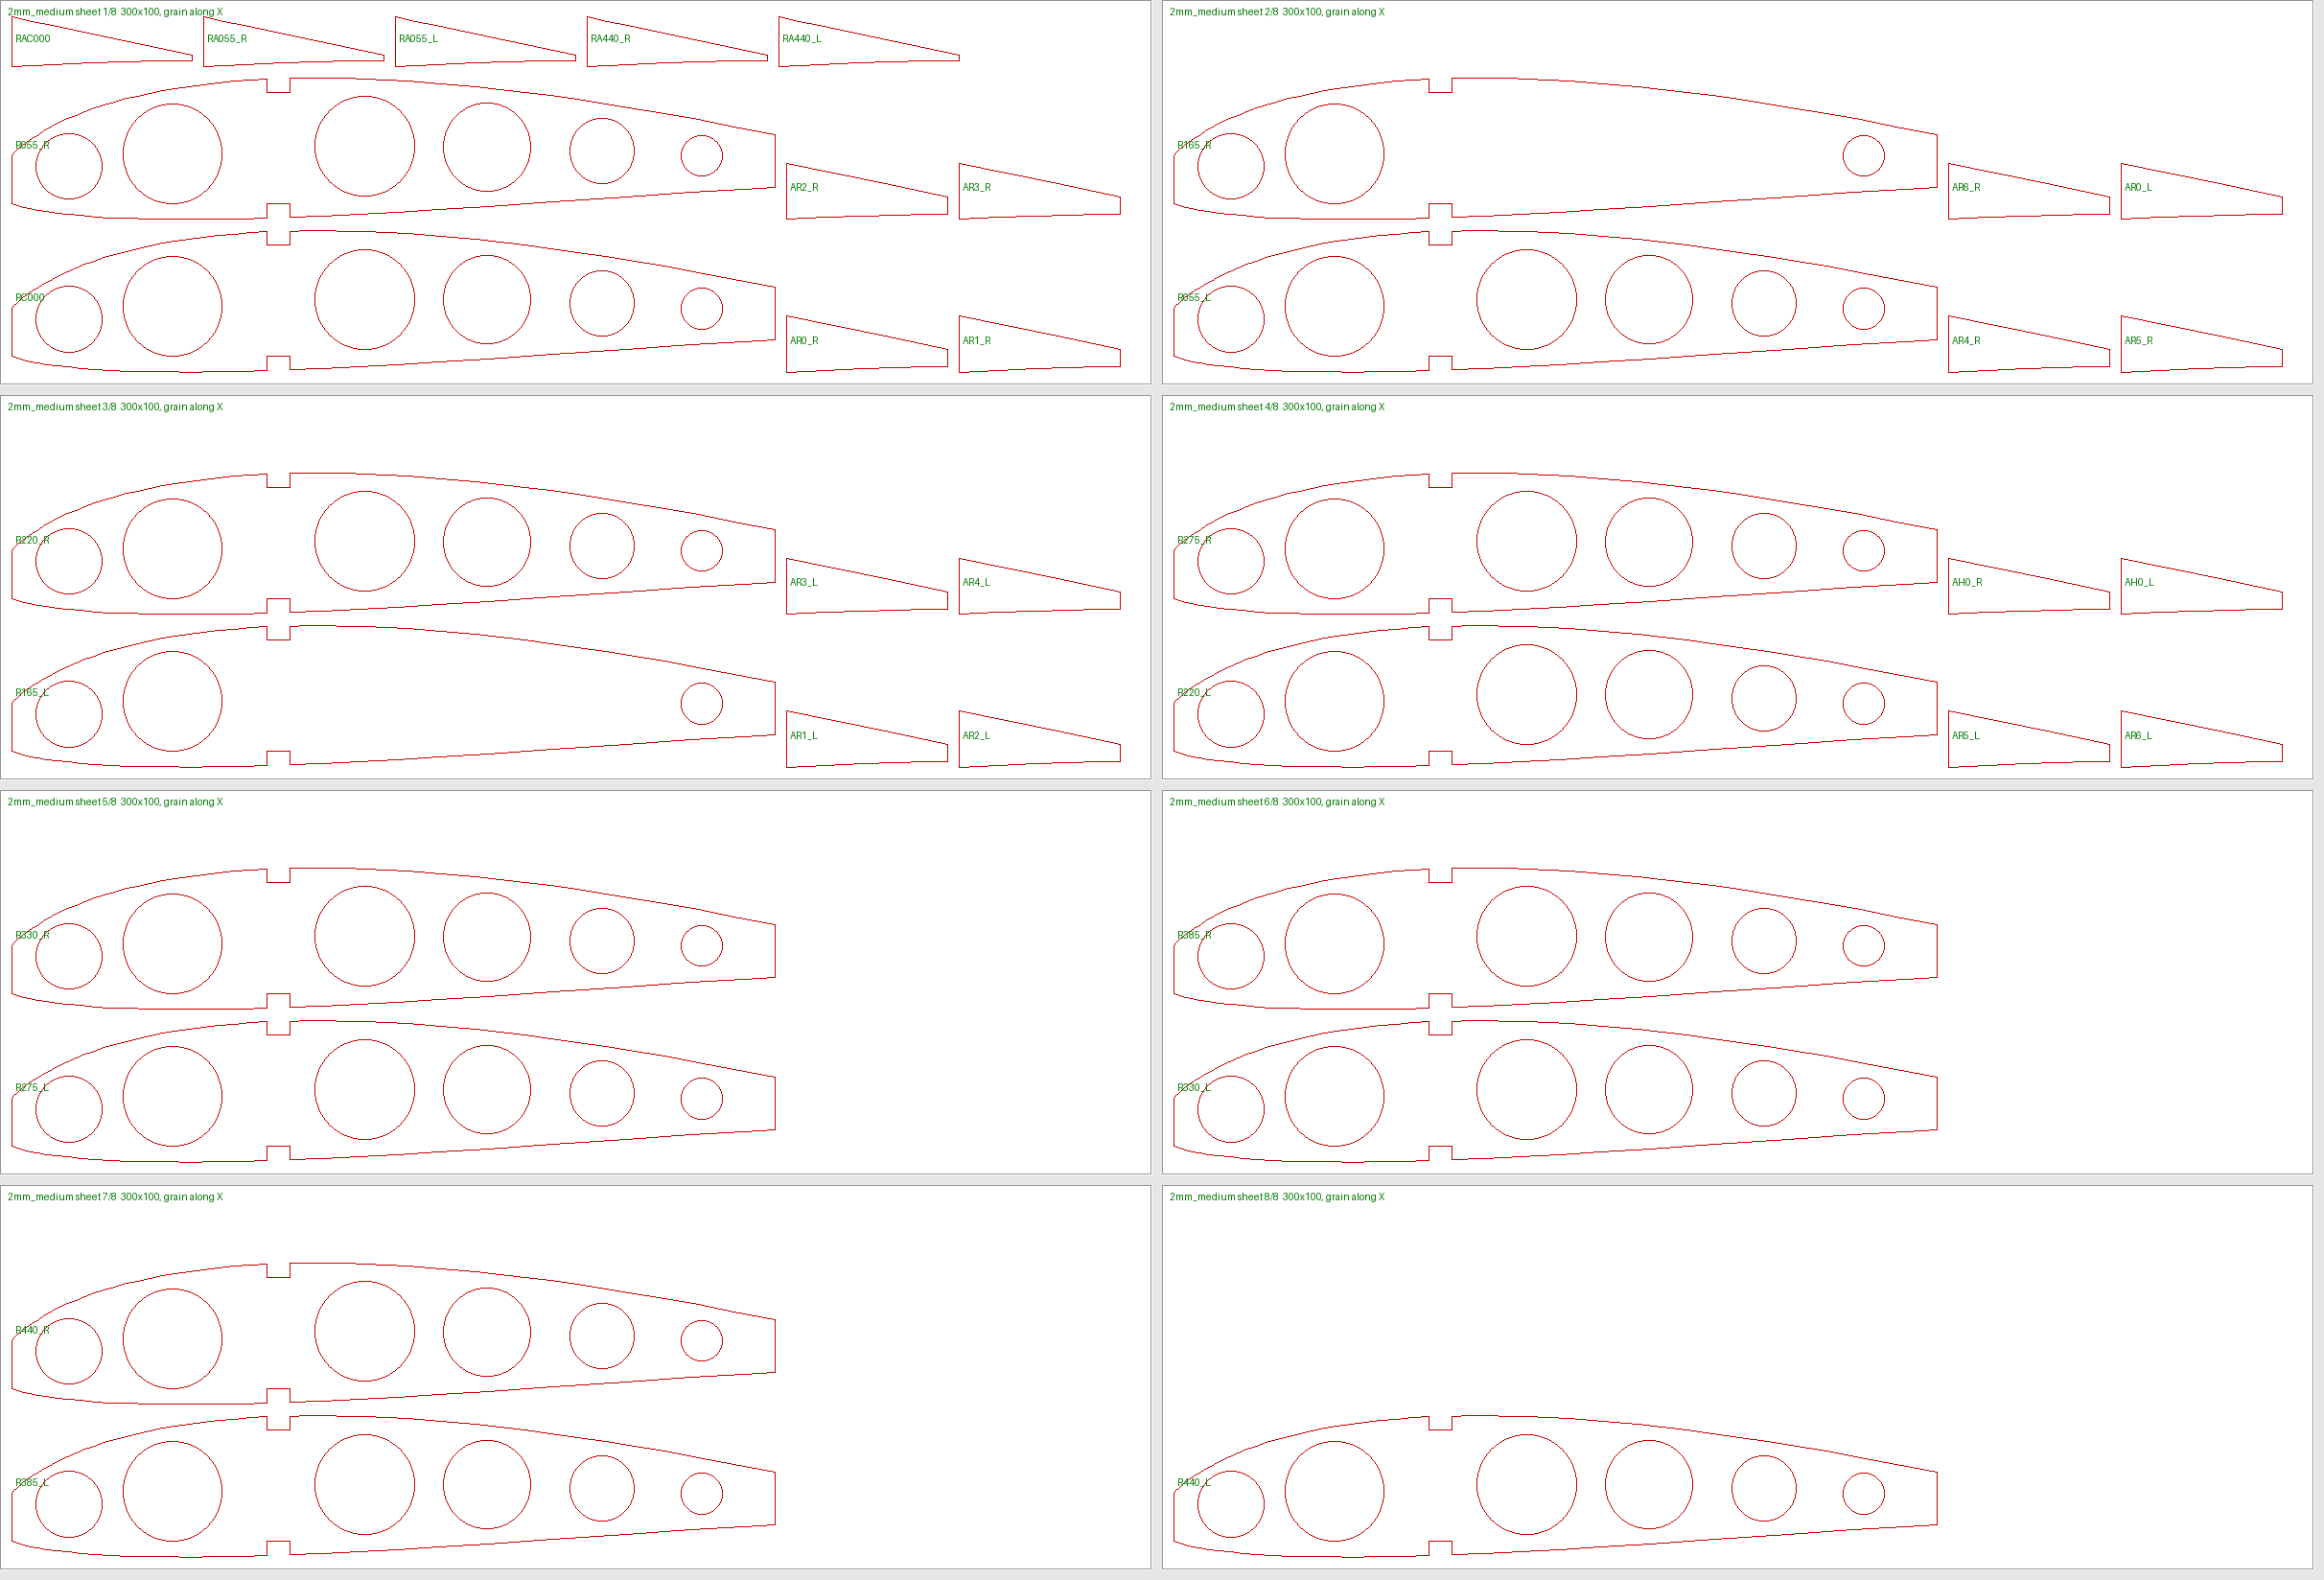 2mm_medium sheet 1/8 300x100, grain along X
RAC000
RA055_R
RA055_L
RA440_R
RA440_L
R055_R
AR2_R
AR3_R
RC000
AR0_R
AR1_R
2mm_medium sheet 2/8 300x100, grain along X
R165_R
AR6_R
AR0_L
R055_L
AR4_R
AR5_R
2mm_medium sheet 3/8 300x100, grain along X
R220_R
AR3_L
AR4_L
R165_L
AR1_L
AR2_L
2mm_medium sheet 4/8 300x100, grain along X
R275_R
AH0_R
AH0_L
R220_L
AR5_L
AR6_L
2mm_medium sheet 5/8 300x100, grain along X
R330_R
R275_L
2mm_medium sheet 6/8 300x100, grain along X
R385_R
R330_L
2mm_medium sheet 7/8 300x100, grain along X
R440_R
R385_L
2mm_medium sheet 8/8 300x100, grain along X
R440_L